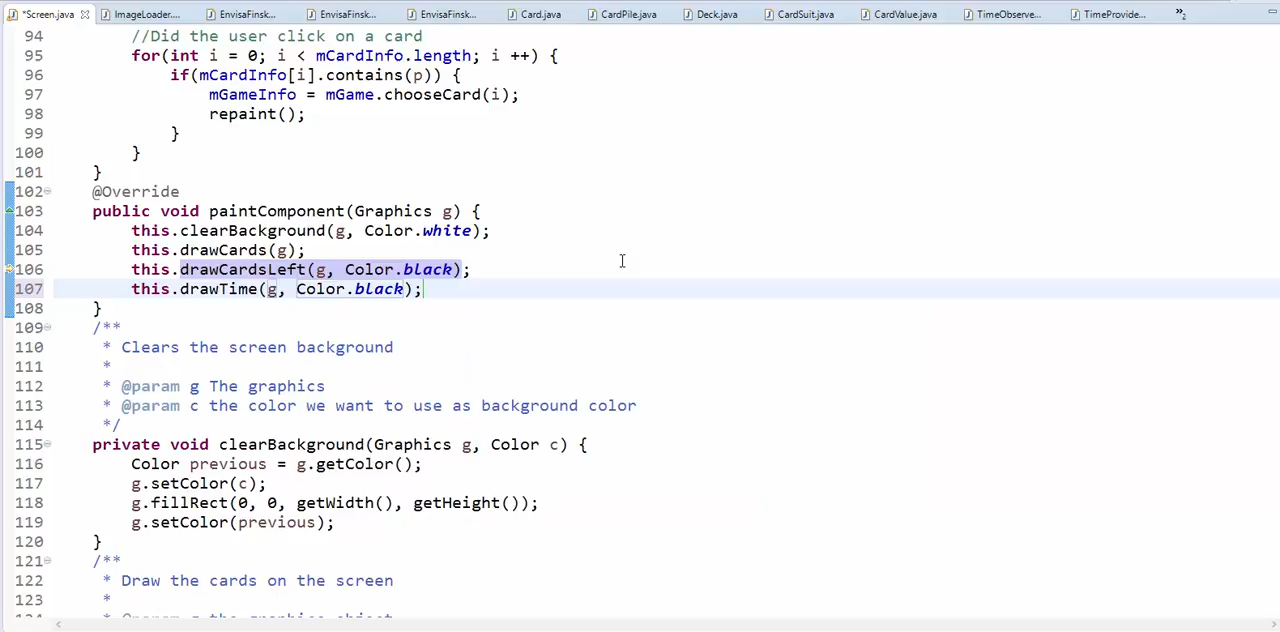 *Screen.java ImageLoader.... EnvisaFinsk... EnvisaFinsk... EnvisaFinsk... Card.java CardPile.java Deck.java CardSuit.java CardValue.java TimeObserve... TimeProvide... »2
94 //Did the user click on a card
95 for(int i = 0; i < mCardInfo.length; i ++) {
96 if(mCardInfo[i].contains(p)) {
97 mGameInfo = mGame.chooseCard(i);
98 repaint();
99 }
100 }
101 }
102 @Override
103 public void paintComponent(Graphics g) {
104 this.clearBackground(g, Color.white);
105 this.drawCards(g);
106 this.drawCardsLeft(g, Color.black);
107 this.drawTime(g, Color.black);
108 }
109 /**
110 * Clears the screen background
111 *
112 * @param g The graphics
113 * @param c the color we want to use as background color
114 */
115 private void clearBackground(Graphics g, Color c) {
116 Color previous = g.getColor();
117 g.setColor(c);
118 g.fillRect(0, 0, getWidth(), getHeight());
119 g.setColor(previous);
120 }
121 /**
122 * Draw the cards on the screen
123 *
124 * @param g the graphics object